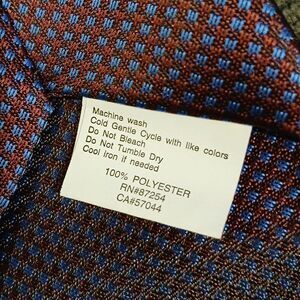 Machine wash
Cold Gentle Cycle with like colors
Do Not Bleach
Do Not Tumble Dry
Cool iron if needed
100% POLYESTER
RN#87254
CA#57044